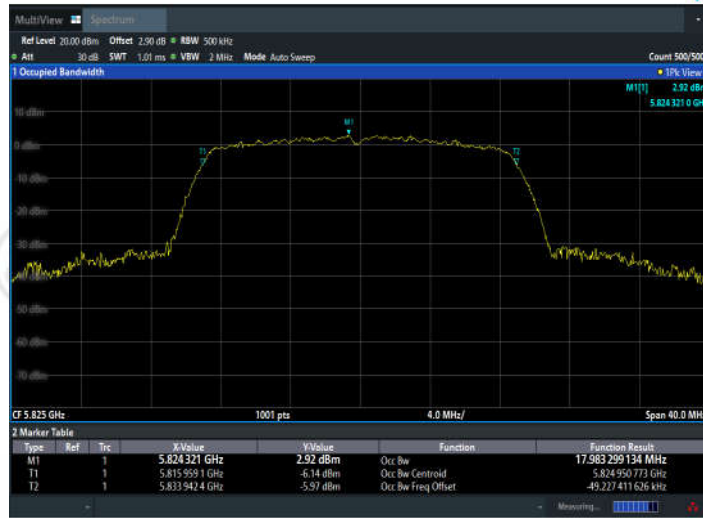 MultiView Spectrum
Ref Level 20.00 dBm Offset 2.90 dB RBW 500 kHz
Att 30 dB SWT 1.01 ms VBW 2 MHz Mode Auto Sweep Count 500/500
1 Occupied Bandwidth 1Pk View
M1[1] 2.92 dBm
5.824 321 0 GH
M1
10 dBm
0 dBm
T1 T2
-10 dBm
-20 dBm
-30 dBm
-40 dBm
-50 dBm
-60 dBm
-70 dBm
CF 5.825 GHz 1001 pts 4.0 MHz/ Span 40.0 MH
2 Marker Table
Type Ref Trc X-Value Y-Value Function Function Result
M1 1 5.824 321 GHz 2.92 dBm Occ Bw 17.983 299 134 MHz
T1 1 5.815 959 1 GHz -6.14 dBm Occ Bw Centroid 5.824 950 773 GHz
T2 1 5.833 942 4 GHz -5.97 dBm Occ Bw Freq Offset -49.227 411 626 kHz
Measuring...